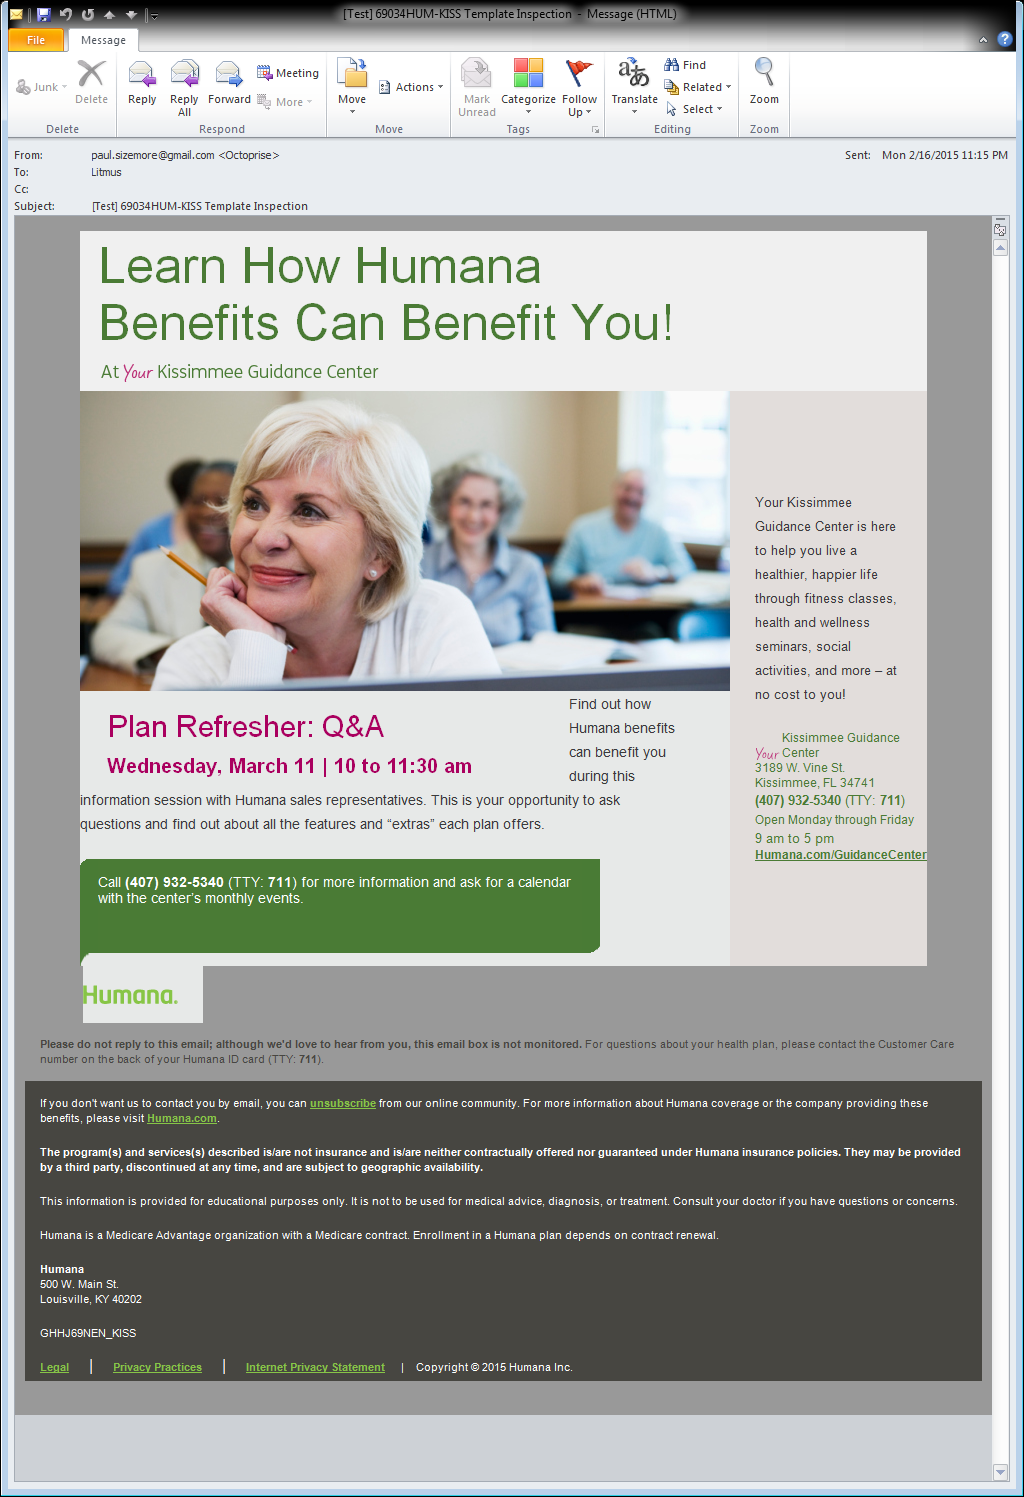 [Test] 69034HUM-KISS Template Inspection - Message (HTML)
File
Message
Junk
Delete
Reply
Reply All
Forward
Meeting
More
Move
Actions
Mark Unread
Categorize
Follow Up
Translate
Find
Related
Select
Zoom
Delete
Respond
Move
Tags
Editing
Zoom
From: paul.sizemore@gmail.com <Octoprise>
Sent: Mon 2/16/2015 11:15 PM
To: Litmus
Cc:
Subject: [Test] 69034HUM-KISS Template Inspection
Learn How Humana
Benefits Can Benefit You!
At Your Kissimmee Guidance Center
Your Kissimmee
Guidance Center is here
to help you live a
healthier, happier life
through fitness classes,
health and wellness
seminars, social
activities, and more – at
no cost to you!
Your Kissimmee Guidance
Center
3189 W. Vine St.
Kissimmee, FL 34741
(407) 932-5340 (TTY: 711)
Open Monday through Friday
9 am to 5 pm
Humana.com/GuidanceCenter
Plan Refresher: Q&A
Wednesday, March 11 | 10 to 11:30 am
Find out how
Humana benefits
can benefit you
during this
information session with Humana sales representatives. This is your opportunity to ask
questions and find out about all the features and “extras” each plan offers.
Call (407) 932-5340 (TTY: 711) for more information and ask for a calendar
with the center's monthly events.
Humana.
Please do not reply to this email; although we'd love to hear from you, this email box is not monitored. For questions about your health plan, please contact the Customer Care
number on the back of your Humana ID card (TTY: 711).
If you don't want us to contact you by email, you can unsubscribe from our online community. For more information about Humana coverage or the company providing these
benefits, please visit Humana.com.
The program(s) and services(s) described is/are not insurance and is/are neither contractually offered nor guaranteed under Humana insurance policies. They may be provided
by a third party, discontinued at any time, and are subject to geographic availability.
This information is provided for educational purposes only. It is not to be used for medical advice, diagnosis, or treatment. Consult your doctor if you have questions or concerns.
Humana is a Medicare Advantage organization with a Medicare contract. Enrollment in a Humana plan depends on contract renewal.
Humana
500 W. Main St.
Louisville, KY 40202
GHHJ69NEN_KISS
Legal | Privacy Practices | Internet Privacy Statement | Copyright © 2015 Humana Inc.